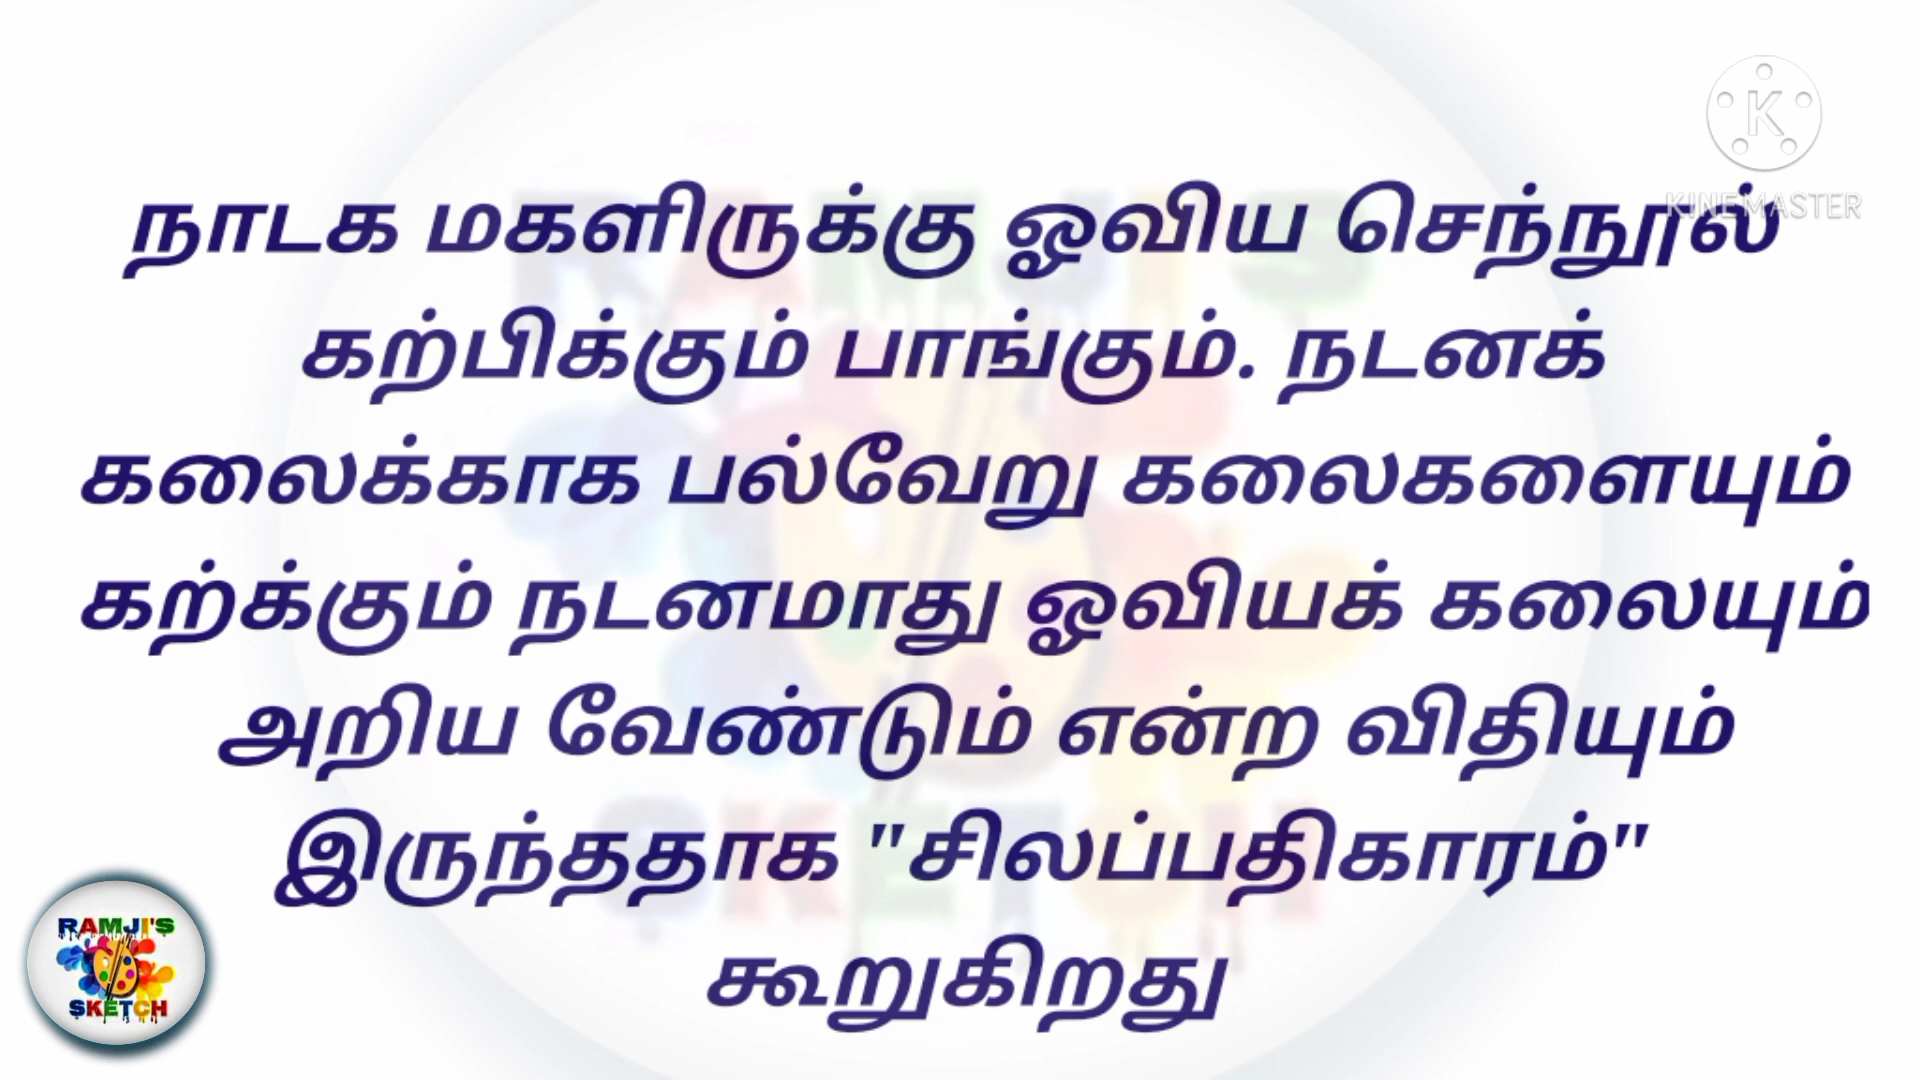 KINEMASTER
நாடக மகளிருக்கு ஓவிய செந்நூல்
கற்பிக்கும் பாங்கும். நடனக்
கலைக்காக பல்வேறு கலைகளையும்
கற்க்கும் நடனமாது ஓவியக் கலையும்
அறிய வேண்டும் என்ற விதியும்
இருந்ததாக "சிலப்பதிகாரம்"
கூறுகிறது
RAMJI'S
SKETCH